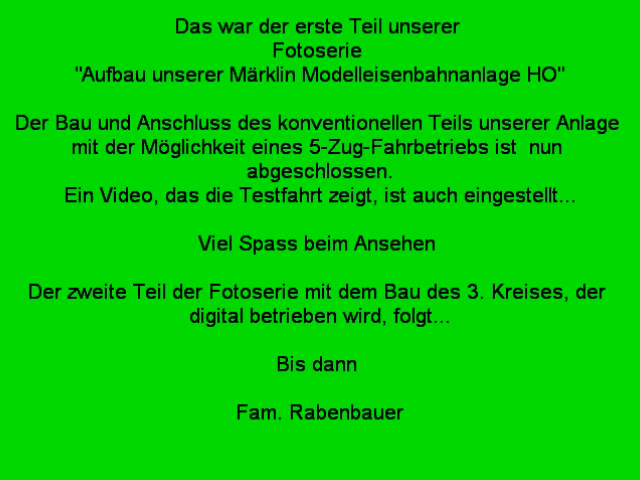 Das war der erste Teil unserer
Fotoserie
"Aufbau unserer Märklin Modelleisenbahnanlage HO"
Der Bau und Anschluss des konventionellen Teils unserer Anlage
mit der Möglichkeit eines 5-Zug-Fahrbetriebs ist  nun
abgeschlossen.
Ein Video, das die Testfahrt zeigt, ist auch eingestellt...
Viel Spass beim Ansehen
Der zweite Teil der Fotoserie mit dem Bau des 3. Kreises, der
digital betrieben wird, folgt...
Bis dann
Fam. Rabenbauer